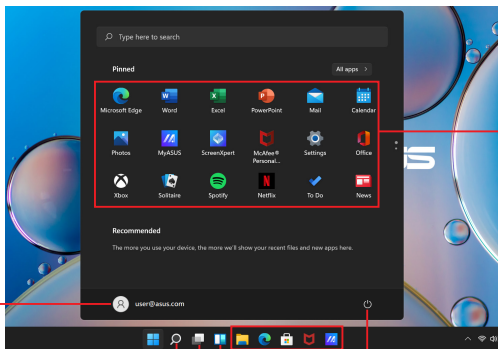 Type here to search
Pinned
All apps >
Microsoft Edge
Word
Excel
PowerPoint
Mail
Calendar
Photos
MyASUS
ScreenXpert
McAfee®
Personal...
Settings
Office
Xbox
Solitaire
Spotify
Netflix
To Do
News
Recommended
The more you use your device, the more we'll show your recent files and new apps here.
user@asus.com